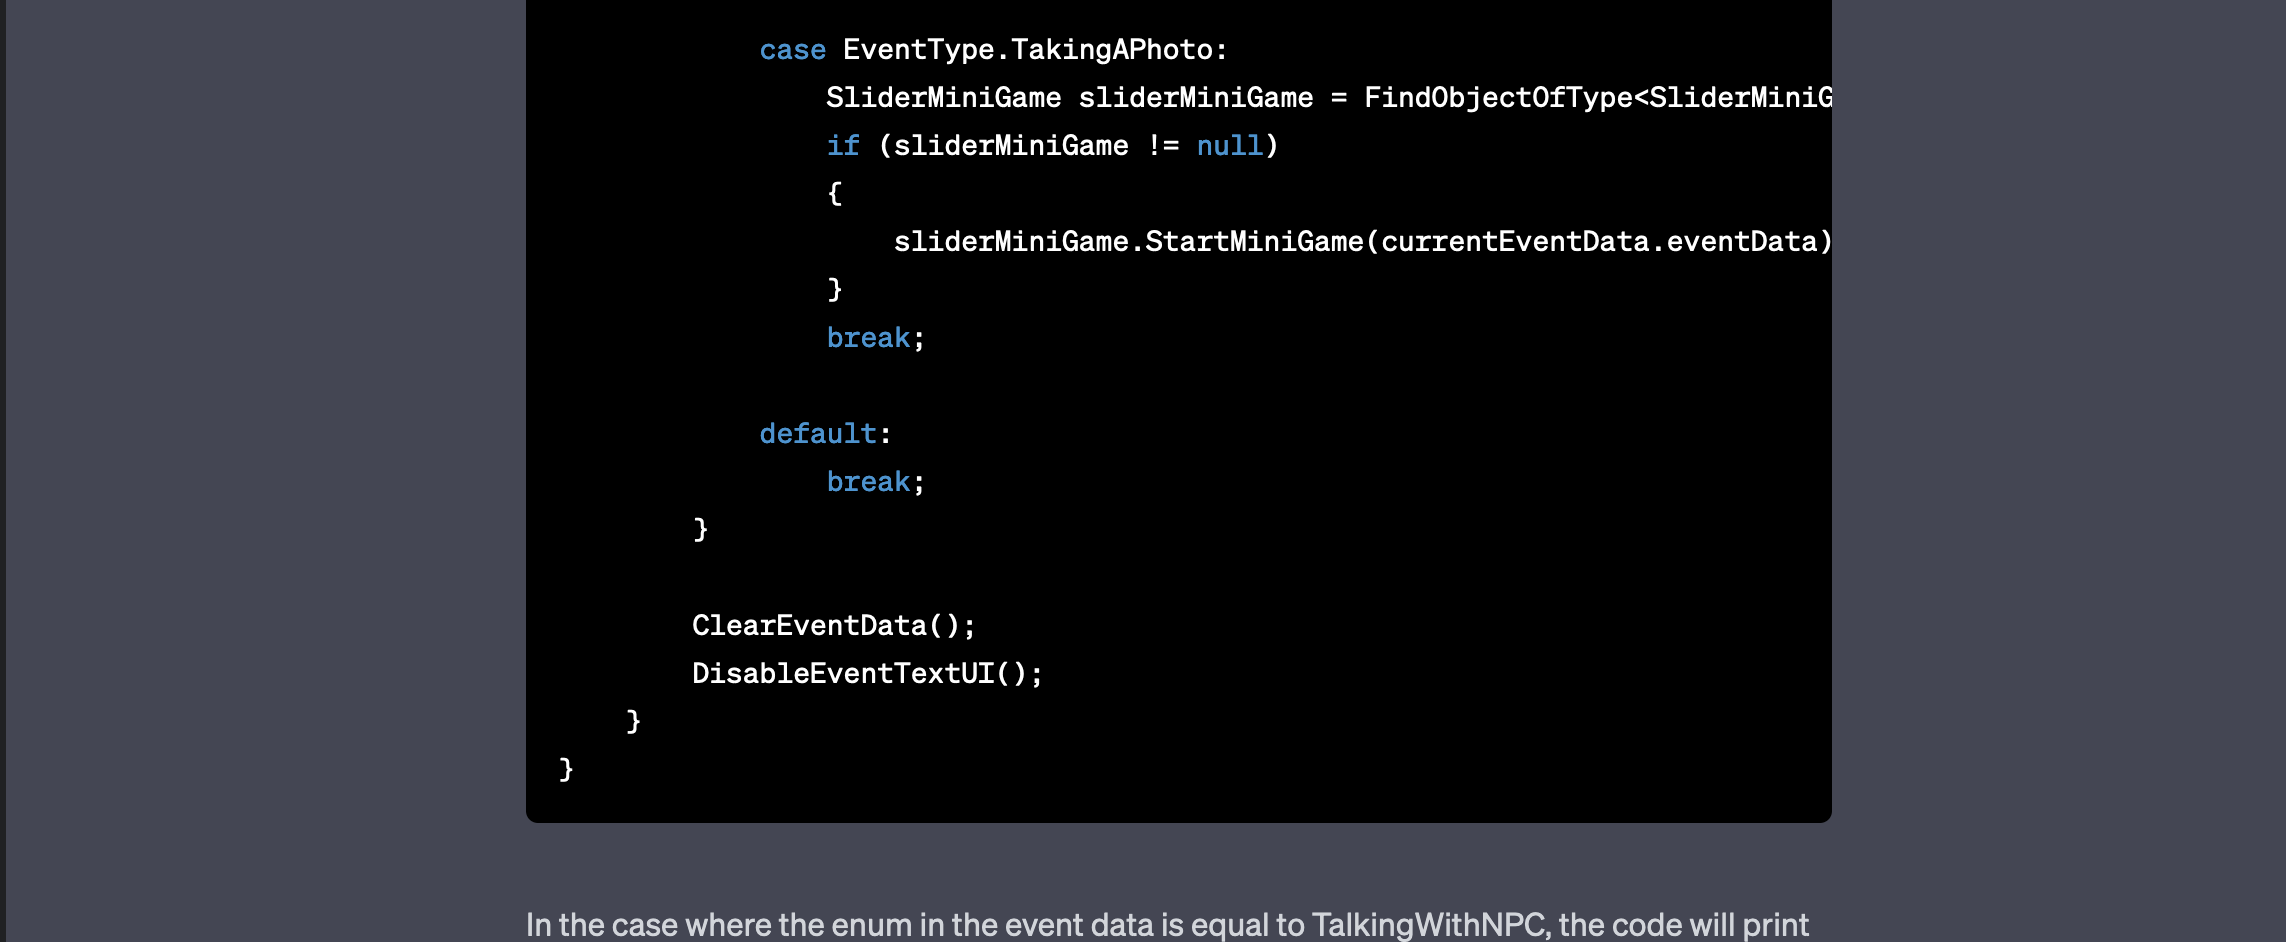 case EventType.TakingAPhoto:
SliderMiniGame sliderMiniGame = FindObjectOfType<SliderMiniG
if (sliderMiniGame != null)
{
sliderMiniGame.StartMiniGame(currentEventData.eventData)
}
break;
default:
break;
}
ClearEventData();
DisableEventTextUI();
}
}
In the case where the enum in the event data is equal to TalkingWithNPC, the code will print